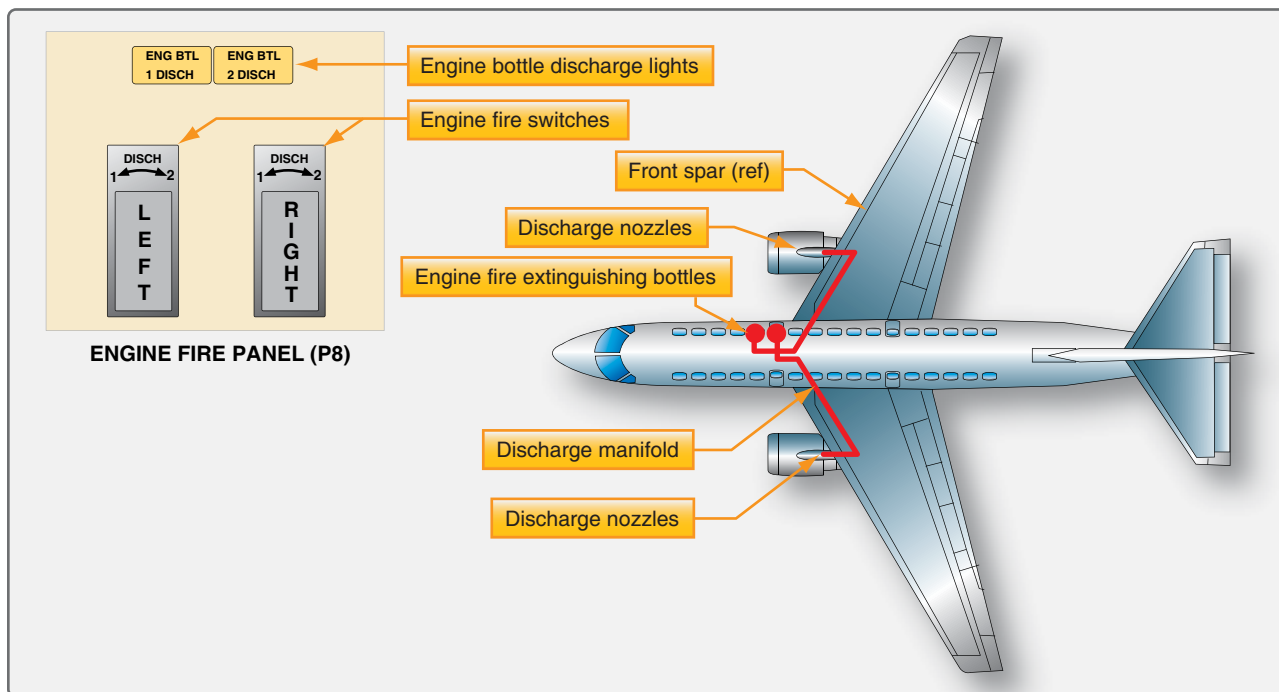 ENG BTL
1 DISCH
ENG BTL
2 DISCH
Engine bottle discharge lights
Engine fire switches
DISCH
1 2
LEFT
DISCH
1 2
RIGHT
ENGINE FIRE PANEL (P8)
Front spar (ref)
Discharge nozzles
Engine fire extinguishing bottles
Discharge manifold
Discharge nozzles